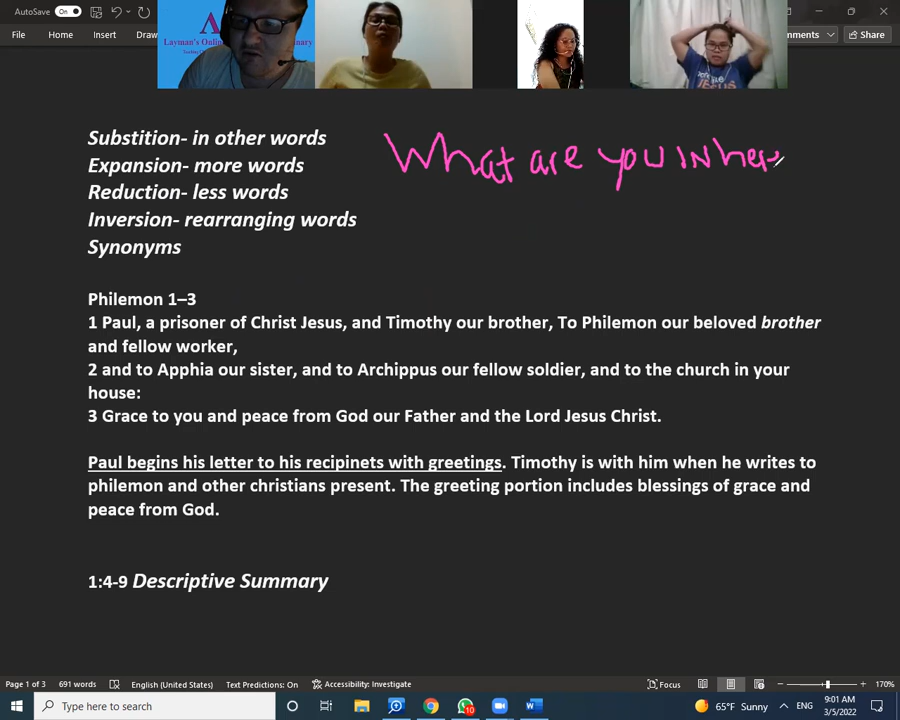 AutoSave On
File Home Insert Draw
Layman's Onlin
mments Share
Substition- in other words
Expansion- more words
Reduction- less words
Inversion- rearranging words
Synonyms
What are you in her
Philemon 1–3
1 Paul, a prisoner of Christ Jesus, and Timothy our brother, To Philemon our beloved brother
and fellow worker,
2 and to Apphia our sister, and to Archippus our fellow soldier, and to the church in your
house:
3 Grace to you and peace from God our Father and the Lord Jesus Christ.
Paul begins his letter to his recipinets with greetings. Timothy is with him when he writes to
philemon and other christians present. The greeting portion includes blessings of grace and
peace from God.
1:4-9 Descriptive Summary
Page 1 of 3 691 words English (United States) Text Predictions: On Accessibility: Investigate Focus 170%
Type here to search 10 65°F Sunny ENG 9:01 AM
3/5/2022